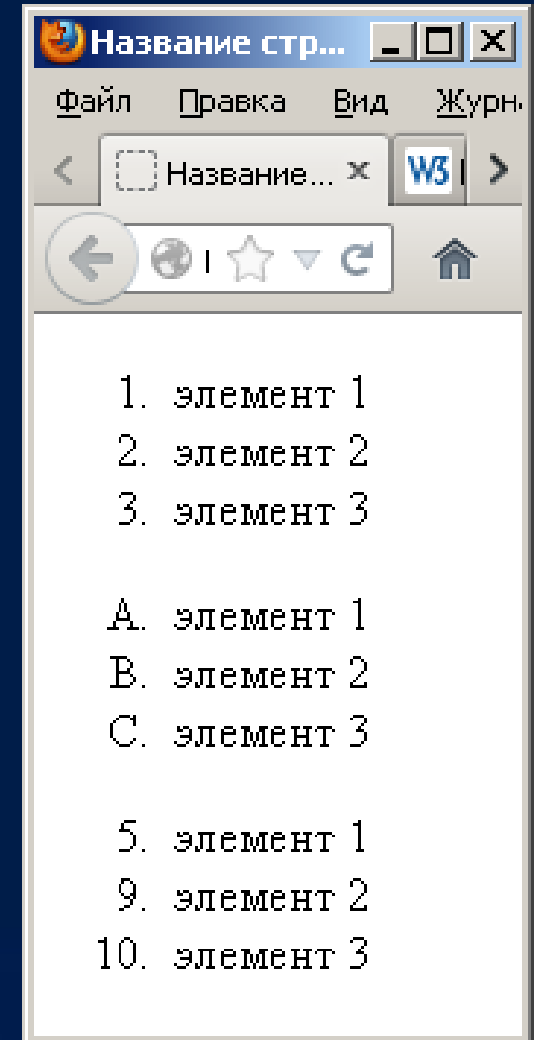 Название стр...
Файл Правка Вид Журн
Название...
W3
1. элемент 1
2. элемент 2
3. элемент 3
A. элемент 1
B. элемент 2
C. элемент 3
5. элемент 1
9. элемент 2
10. элемент 3